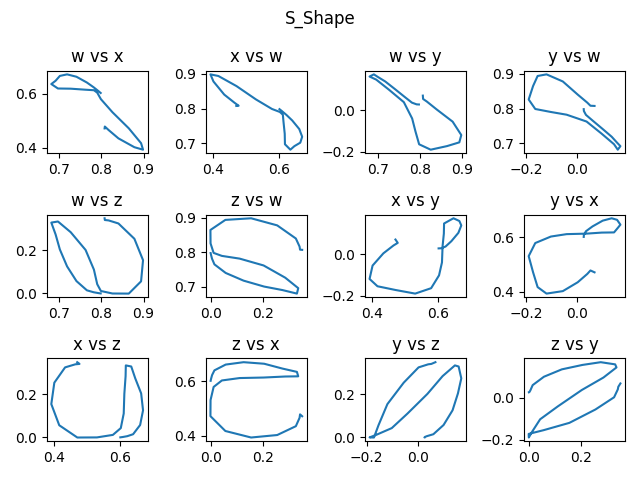 S_Shape
w vs x
x vs w
w vs y
y vs w
0.6
0.4
0.7 0.8 0.9
0.9
0.8
0.7
0.4 0.6
0.0
−0.2
0.7 0.8 0.9
0.9
0.8
0.7
−0.2 0.0
w vs z
z vs w
x vs y
y vs x
0.2
0.0
0.7 0.8 0.9
0.9
0.8
0.7
0.0 0.2
0.0
−0.2
0.4 0.6
0.6
0.4
−0.2 0.0
x vs z
z vs x
y vs z
z vs y
0.2
0.0
0.4 0.6
0.6
0.4
0.0 0.2
0.2
0.0
−0.2 0.0
0.0
−0.2
0.0 0.2